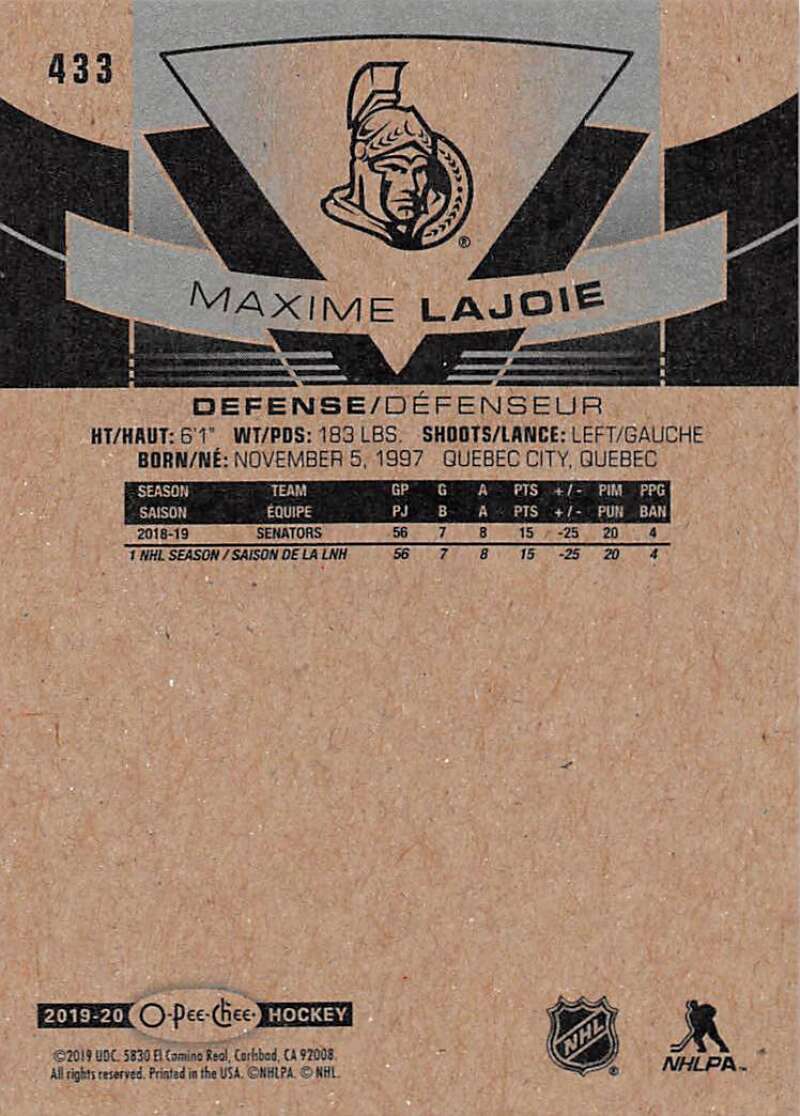 433
®
MAXIME LAJOIE
DEFENSE/DÉFENSEUR
HT/HAUT: 6'1" WT/PDS: 183 LBS. SHOOTS/LANCE: LEFT/GAUCHE
BORN/NÉ: NOVEMBER 5, 1997 QUEBEC CITY, QUEBEC
SEASON TEAM GP G A PTS +/- PIM PPG
SAISON ÉQUIPE PJ B A PTS +/- PUN BAN
2018-19 SENATORS 56 7 8 15 -25 20 4
1 NHL SEASON / SAISON DE LA LNH 56 7 8 15 -25 20 4
2019-20 O-Pee-Chee HOCKEY
©2019 UDC. 5830 El Camino Real, Carlsbad, CA 92008.
All rights reserved. Printed in the USA. ©NHLPA. © NHL.
NHL ®
NHLPA™